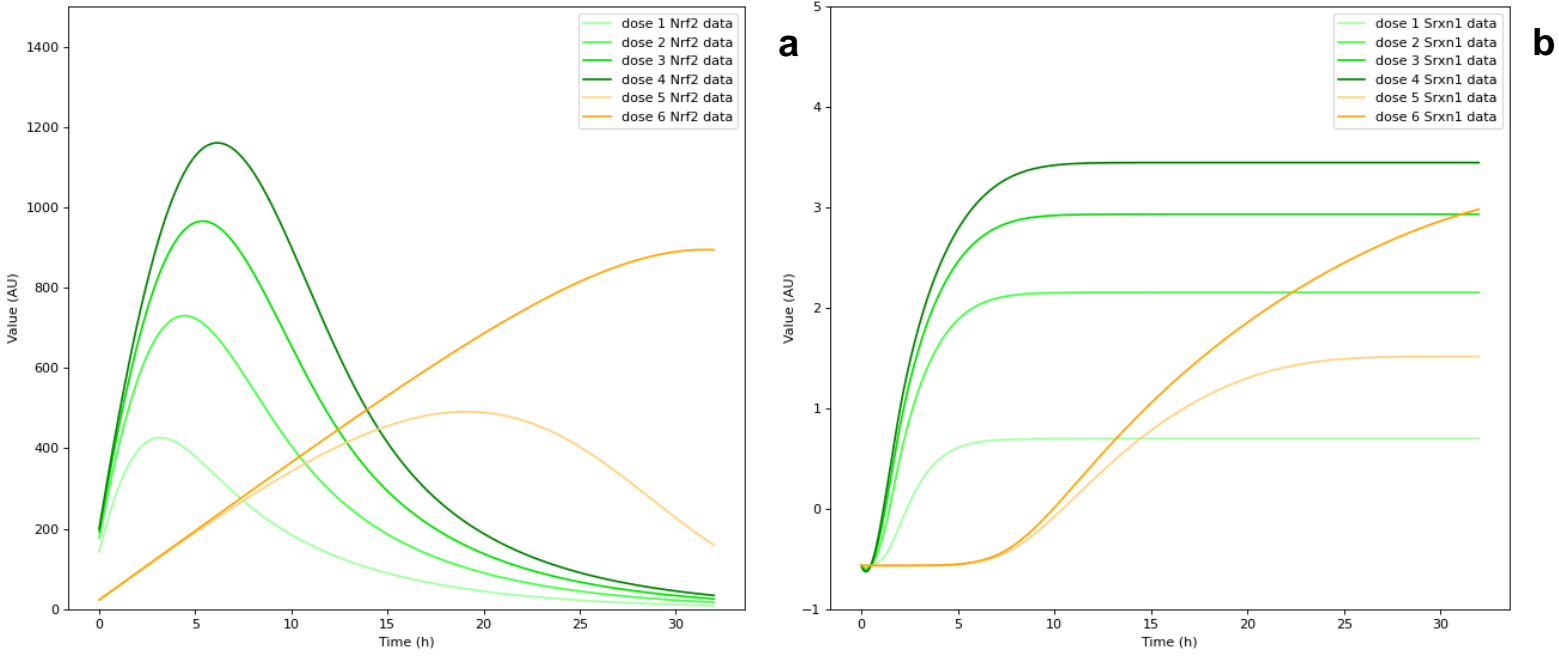 1400
1200
1000
800
600
400
200
0
Value (AU)
0 5 10 15 20 25 30
Time (h)
dose 1 Nrf2 data
dose 2 Nrf2 data
dose 3 Nrf2 data
dose 4 Nrf2 data
dose 5 Nrf2 data
dose 6 Nrf2 data
a
5
4
3
2
1
0
−1
Value (AU)
0 5 10 15 20 25 30
Time (h)
dose 1 Srxn1 data
dose 2 Srxn1 data
dose 3 Srxn1 data
dose 4 Srxn1 data
dose 5 Srxn1 data
dose 6 Srxn1 data
b